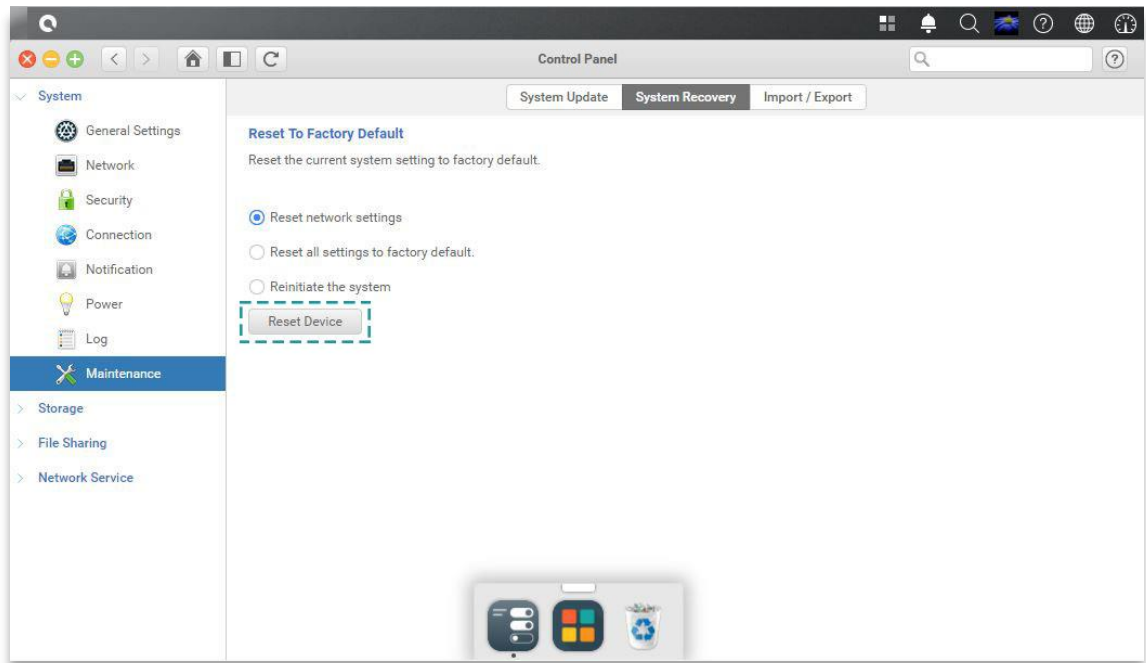 Control Panel
System
General Settings
Network
Security
Connection
Notification
Power
Log
Maintenance
Storage
File Sharing
Network Service
System Update
System Recovery
Import / Export
Reset To Factory Default
Reset the current system setting to factory default.
Reset network settings
Reset all settings to factory default.
Reinitiate the system
Reset Device